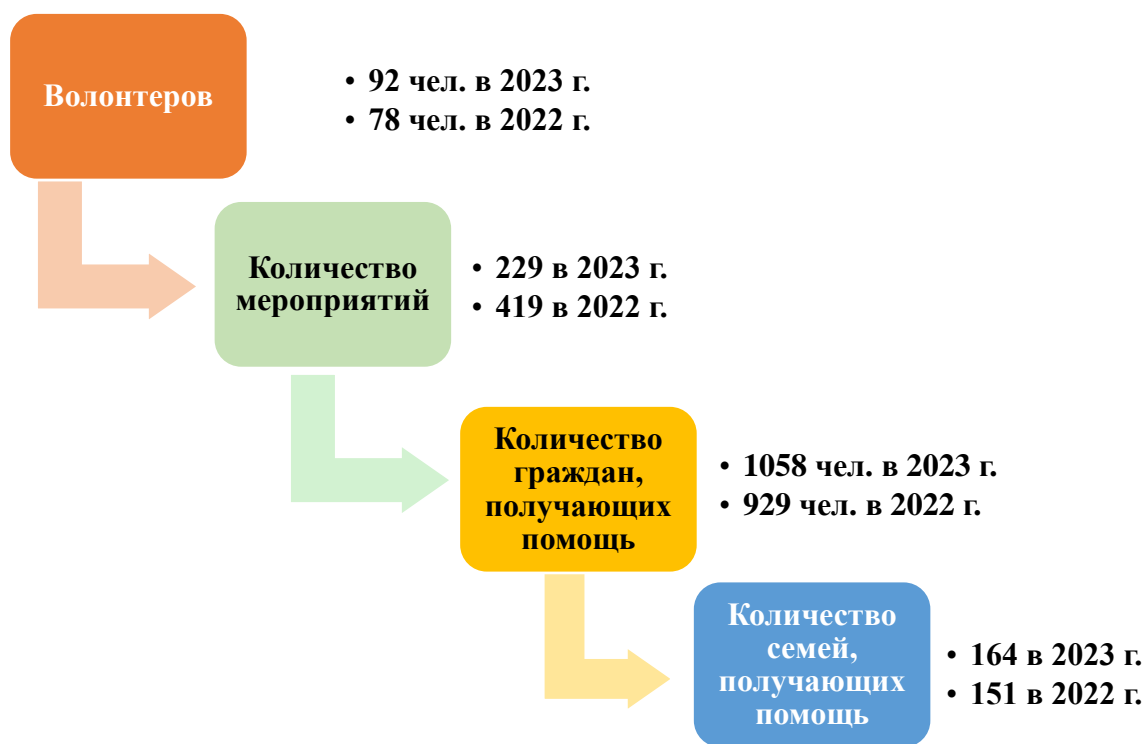 Волонтеров
• 92 чел. в 2023 г.
• 78 чел. в 2022 г.
Количество
мероприятий
• 229 в 2023 г.
• 419 в 2022 г.
Количество
граждан,
получающих
помощь
• 1058 чел. в 2023 г.
• 929 чел. в 2022 г.
Количество
семей,
получающих
помощь
• 164 в 2023 г.
• 151 в 2022 г.